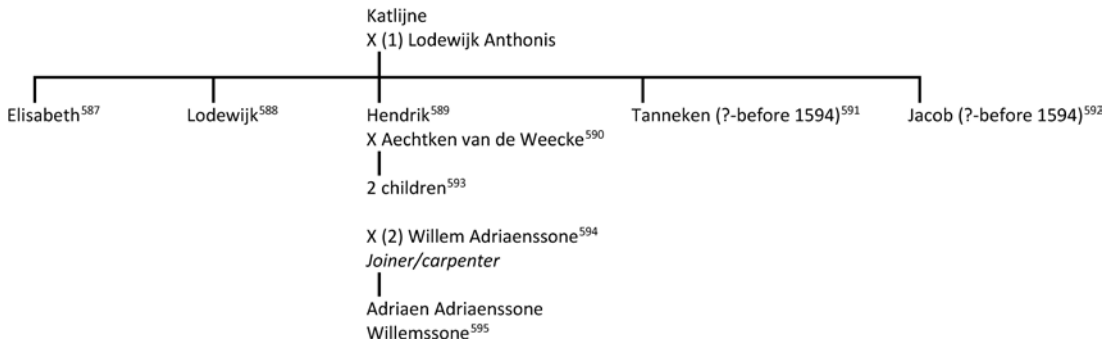 Katlijne
X (1) Lodewijk Anthonis
Elisabeth⁵⁸⁷ Lodewijk⁵⁸⁸ Hendrik⁵⁸⁹ Tanneken (?-before 1594)⁵⁹¹ Jacob (?-before 1594)⁵⁹²
X Aechtken van de Weecke⁵⁹⁰
2 children⁵⁹³
X (2) Willem Adriaenssone⁵⁹⁴
Joiner/carpenter
Adriaen Adriaenssone
Willemssone⁵⁹⁵